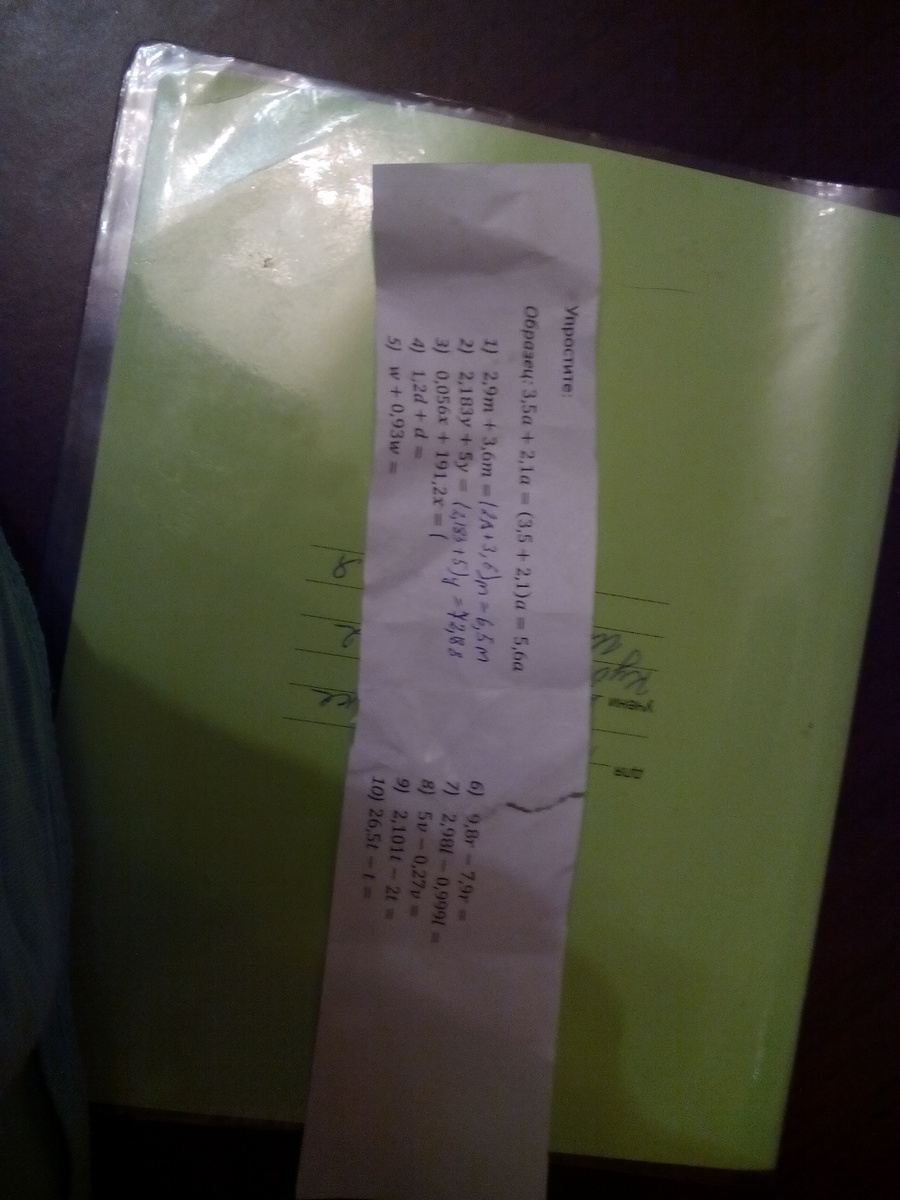 Упростите:
Образец: 3,5a + 2,1a = (3,5 + 2,1)a = 5,6a
1) 2,9m + 3,6m = (2,9+3,6)m = 6,5m
2) 2,183y + 5y = (2,183+5)y =
3) 0,056x + 191,2x = (
4) 1,2d + d =
5) w + 0,93w =
6) 9,8r − 7,9r =
7) 2,98l − 0,999l =
8) 5v − 0,27v =
9) 2,101t − 2t =
10) 26,5t − t =
для
учени